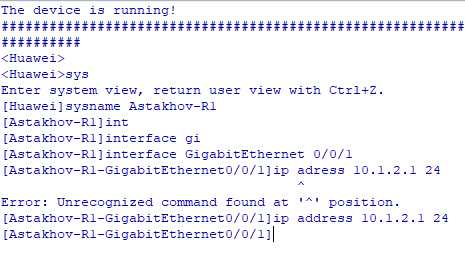 The device is running!
##########################################################
##########
<Huawei>
<Huawei>sys
Enter system view, return user view with Ctrl+Z.
[Huawei]sysname Astakhov-R1
[Astakhov-R1]int
[Astakhov-R1]interface gi
[Astakhov-R1]interface GigabitEthernet 0/0/1
[Astakhov-R1-GigabitEthernet0/0/1]ip adress 10.1.2.1 24
^
Error: Unrecognized command found at '^' position.
[Astakhov-R1-GigabitEthernet0/0/1]ip address 10.1.2.1 24
[Astakhov-R1-GigabitEthernet0/0/1]